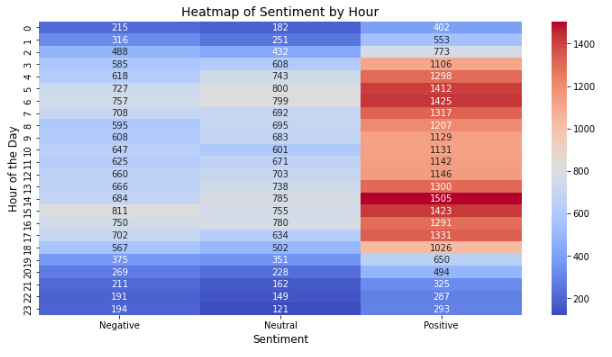 Heatmap of Sentiment by Hour
0 215 182 402
1 316 251 553
2 488 432 773
3 585 608 1106
4 618 743 1298
5 727 800 1412
6 757 799 1425
7 708 692 1317
8 595 695 1207
9 608 683 1129
10 647 601 1131
11 625 671 1142
12 660 703 1146
13 666 738 1300
14 684 785 1505
15 811 755 1423
16 750 780 1291
17 702 634 1331
18 567 502 1026
19 375 351 650
20 269 228 494
21 211 162 325
22 191 149 287
23 194 121 293
Negative Neutral Positive
Sentiment
Hour of the Day
1400
1200
1000
800
600
400
200